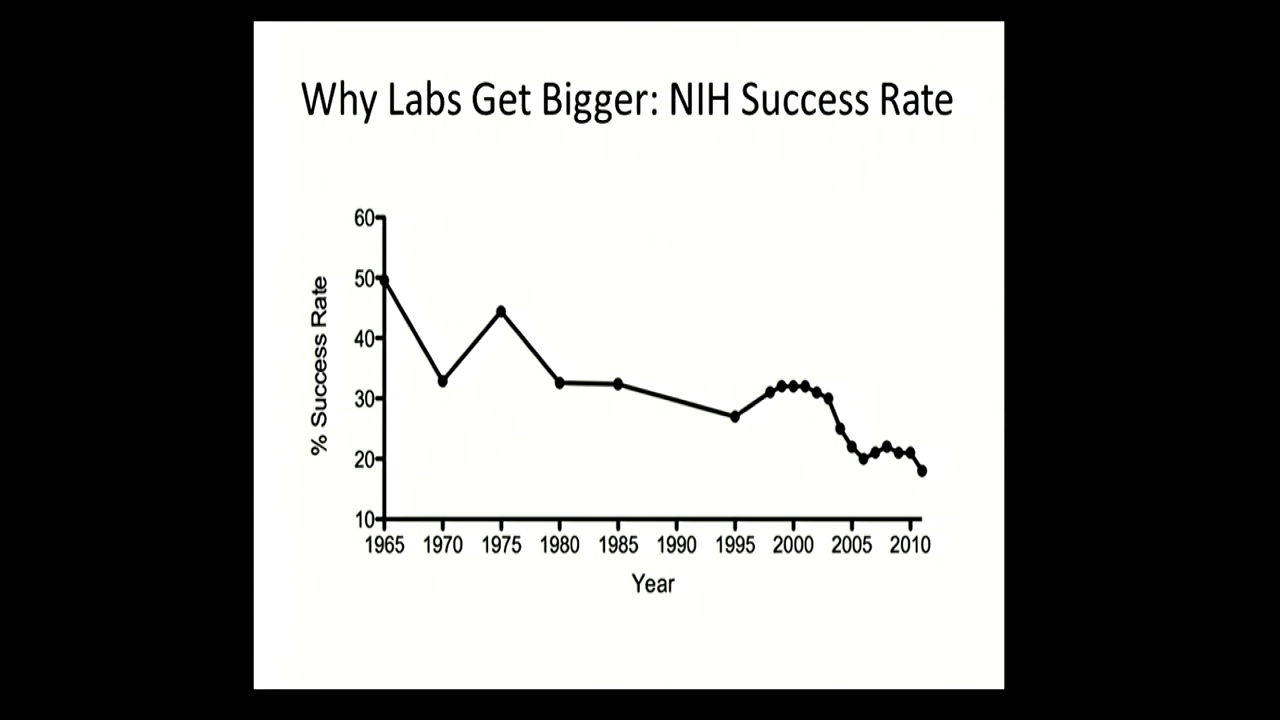 Why Labs Get Bigger: NIH Success Rate
60
50
40
30
20
10
% Success Rate
1965 1970 1975 1980 1985 1990 1995 2000 2005 2010
Year